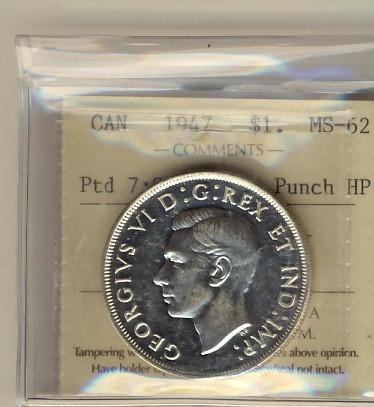 CAN 1947 $1. MS-62
COMMENTS
Ptd 7: Punch HP
GEORGIVS VI D:G:REX ET IND:IMP:
A
M.
Tampering above opinion.
Have holder seal not intact.